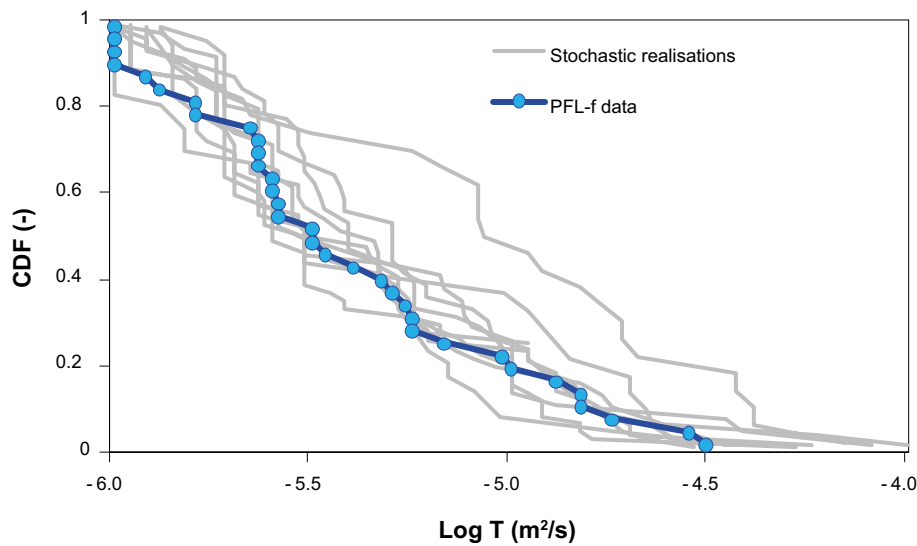 1
0.8
0.6
0.4
0.2
0
CDF (-)
Stochastic realisations
PFL-f data
- 6.0 - 5.5 - 5.0 - 4.5 - 4.0
Log T (m²/s)